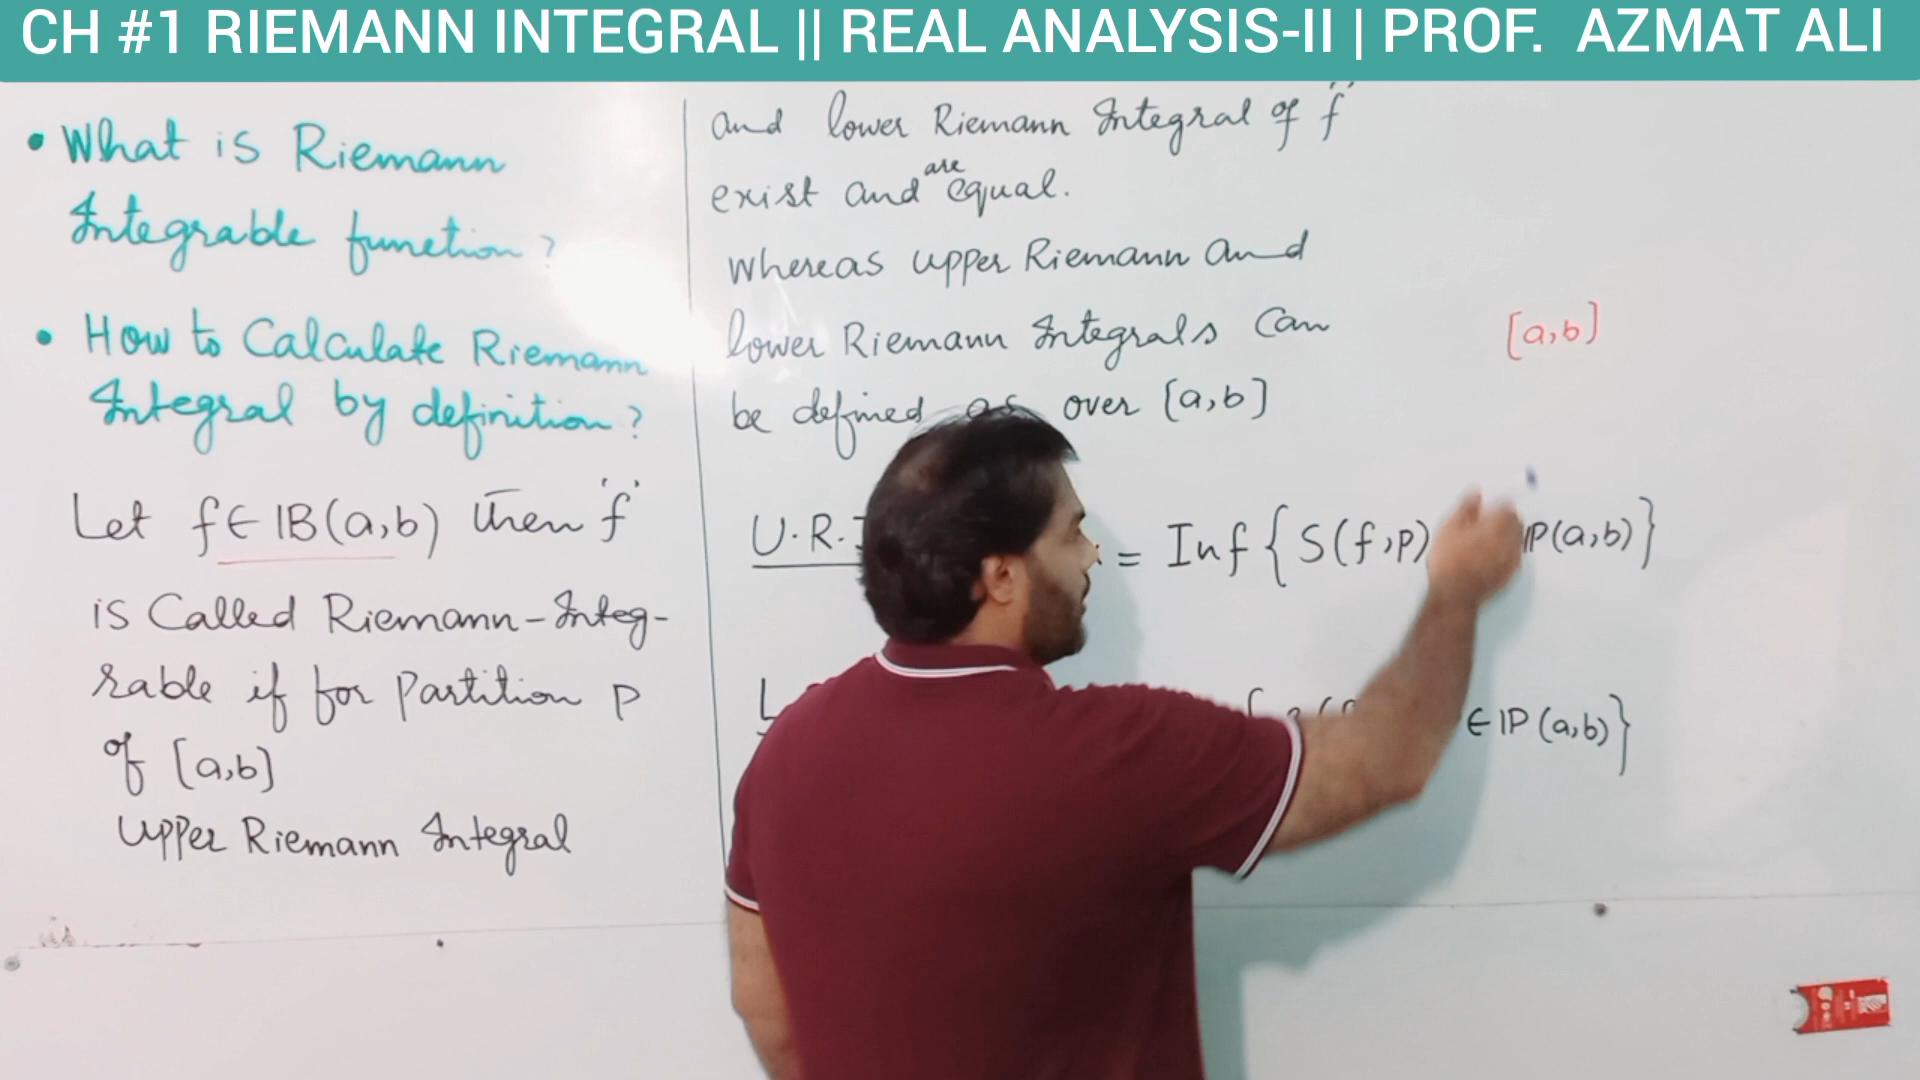 CH #1 RIEMANN INTEGRAL || REAL ANALYSIS-II | PROF. AZMAT ALI
• What is Riemann
Integrable function?
• How to Calculate Riemann
Integral by definition?
Let f∈IB(a,b) then 'f'
is Called Riemann-Integ-
rable if for Partition P
of [a,b]
Upper Riemann Integral
and lower Riemann Integral of 'f'
exist and are equal.
Whereas upper Riemann and
lower Riemann Integrals Can
be defined as over [a,b]
[a,b]
U.R. = Inf { S(f,P) IP(a,b)}
L ∈ IP(a,b)}